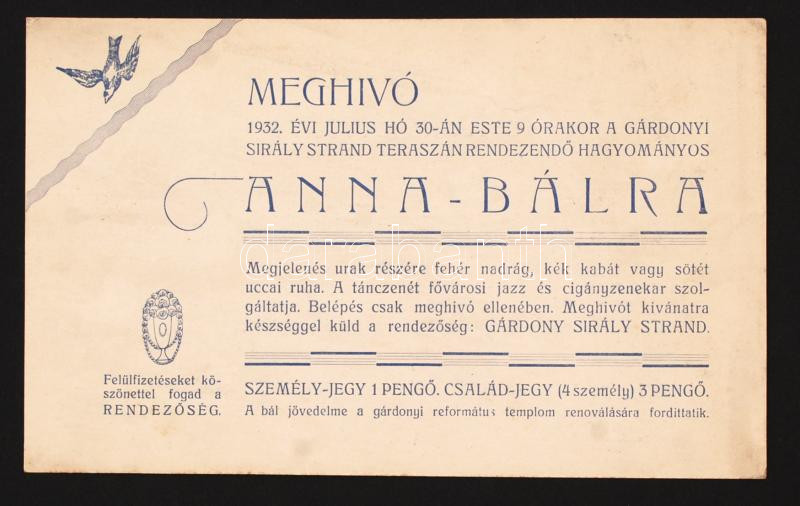 MEGHIVÓ
1932. ÉVI JULIUS HÓ 30-ÁN ESTE 9 ÓRAKOR A GÁRDONYI
SIRÁLY STRAND TERASZÁN RENDEZENDŐ HAGYOMÁNYOS
ANNA-BÁLRA
Megjelenés urak részére fehér nadrág, kék kabát vagy sötét
uccai ruha. A tánczenét fővárosi jazz és cigányzenekar szol-
gáltatja. Belépés csak meghivó ellenében. Meghivót kivánatra
készséggel küld a rendezőség: GÁRDONY SIRÁLY STRAND.
SZEMÉLY-JEGY 1 PENGŐ. CSALÁD-JEGY (4 személy) 3 PENGŐ.
A bál jövedelme a gárdonyi református templom renoválására fordittatik.
Felülfizetéseket kö-
szönettel fogad a
RENDEZŐSÉG.
darabanth